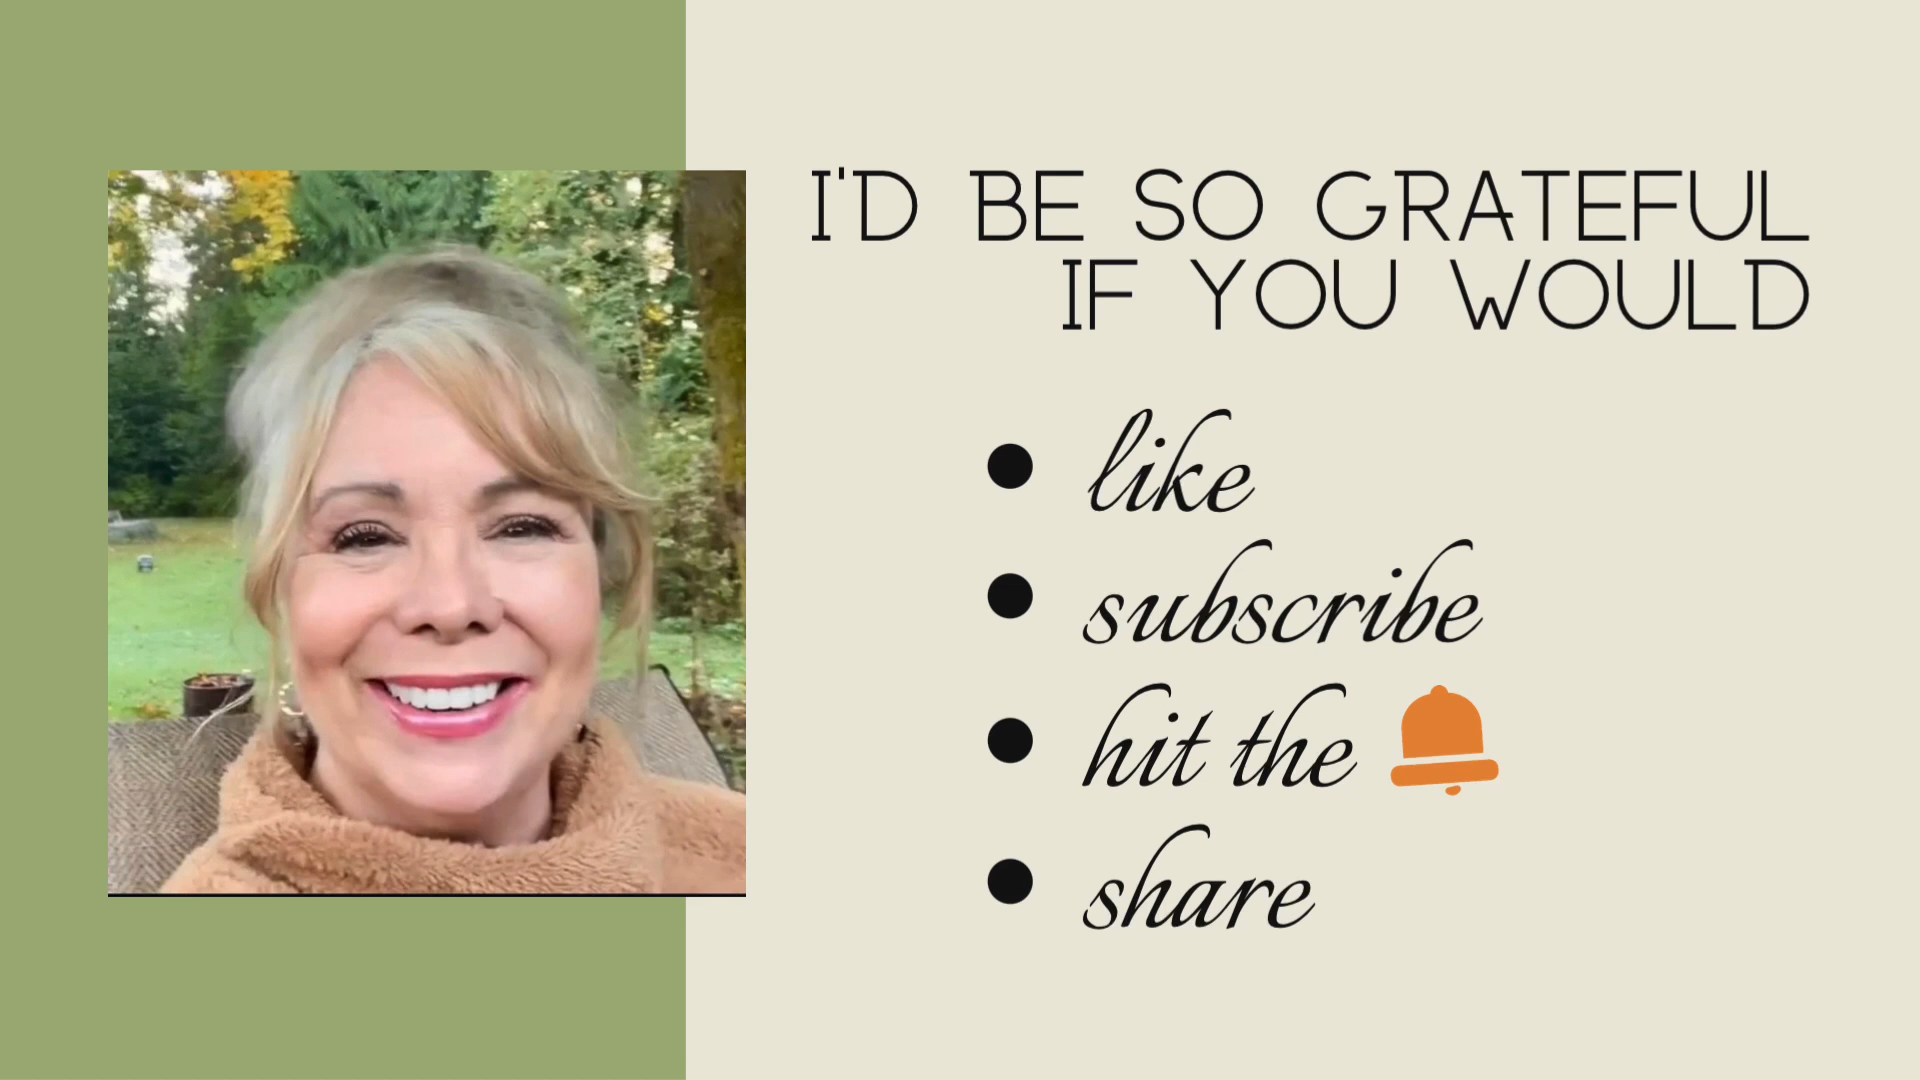 I'D BE SO GRATEFUL
IF YOU WOULD
like
subscribe
hit the
share